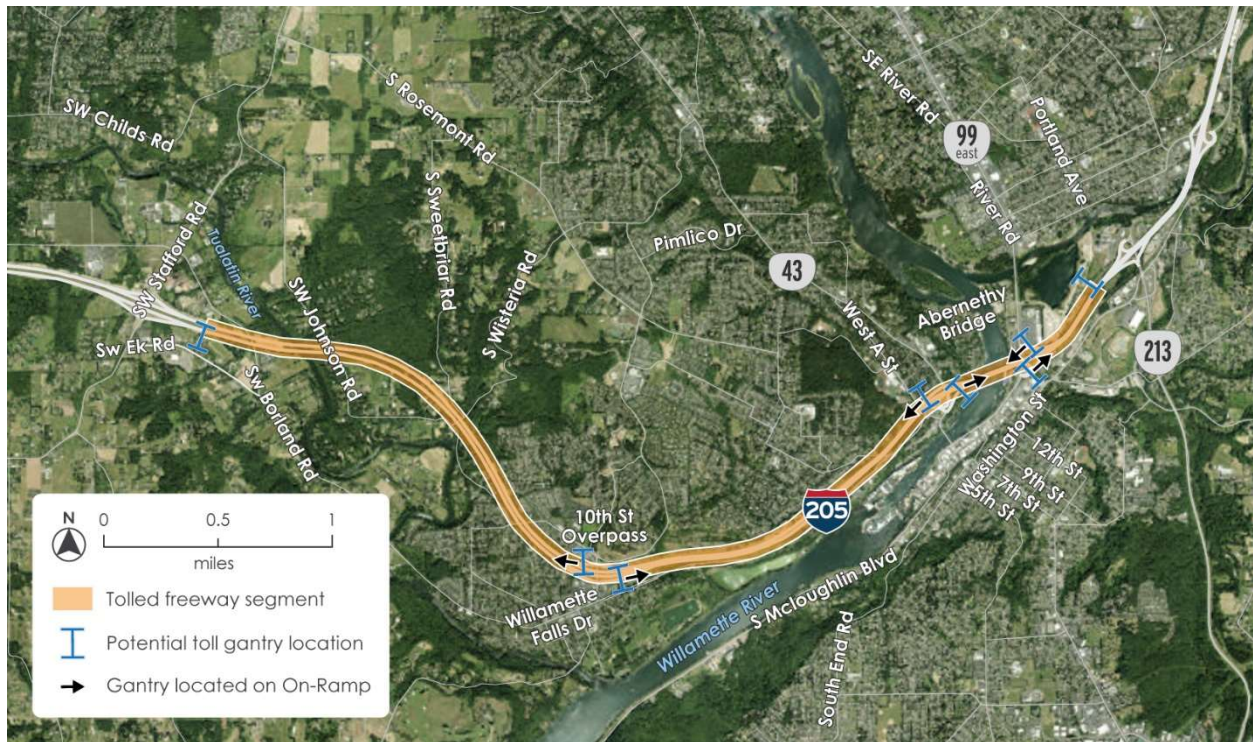 SW Childs Rd
S Rosemont Rd
SE River Rd
99
east
Portland Ave
River Rd
SW Stafford Rd
Tualatin River
S Sweetbriar Rd
Pimlico Dr
43
S Wisteria Rd
SW Johnson Rd
Sw Ek Rd
West A St
Abernethy
Bridge
213
Sw Borland Rd
Washington St
12th St
9th St
7th St
5th St
205
10th St
Overpass
Willamette
Falls Dr
Willamette River
S Mcloughlin Blvd
South End Rd
N
0 0.5 1
miles
Tolled freeway segment
Potential toll gantry location
Gantry located on On-Ramp